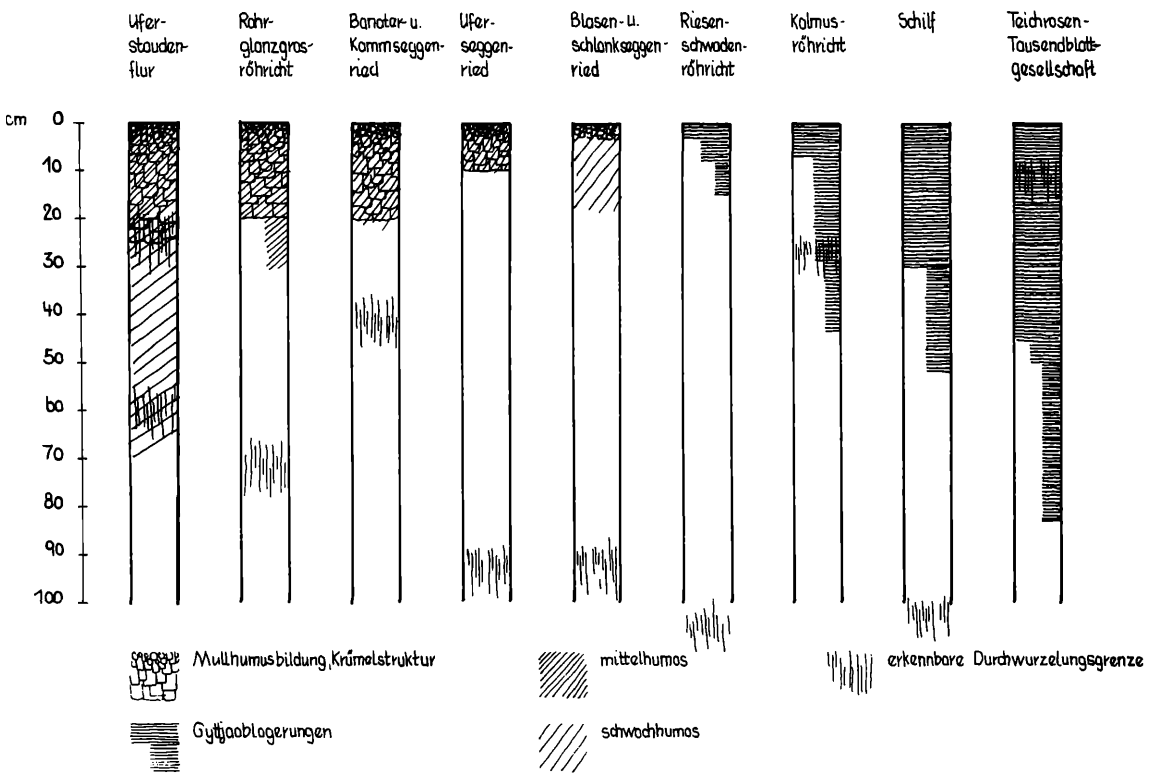 Ufer-
stauden-
flur
Rohr-
glanzgras-
röhricht
Banater- u.
Kammseggen-
ried
Ufer-
seggen-
ried
Blasen- u.
schlankseggen-
ried
Riesen-
schwaden-
röhricht
Kalmus-
röhricht
Schilf
Teichrosen-
Tausendblatt-
gesellschaft
cm
0
10
20
30
40
50
60
70
80
90
100
Mullhumusbildung, Krümelstruktur
mittelhumos
erkennbare Durchwurzelungsgrenze
Gyttjaablagerungen
schwachhumos